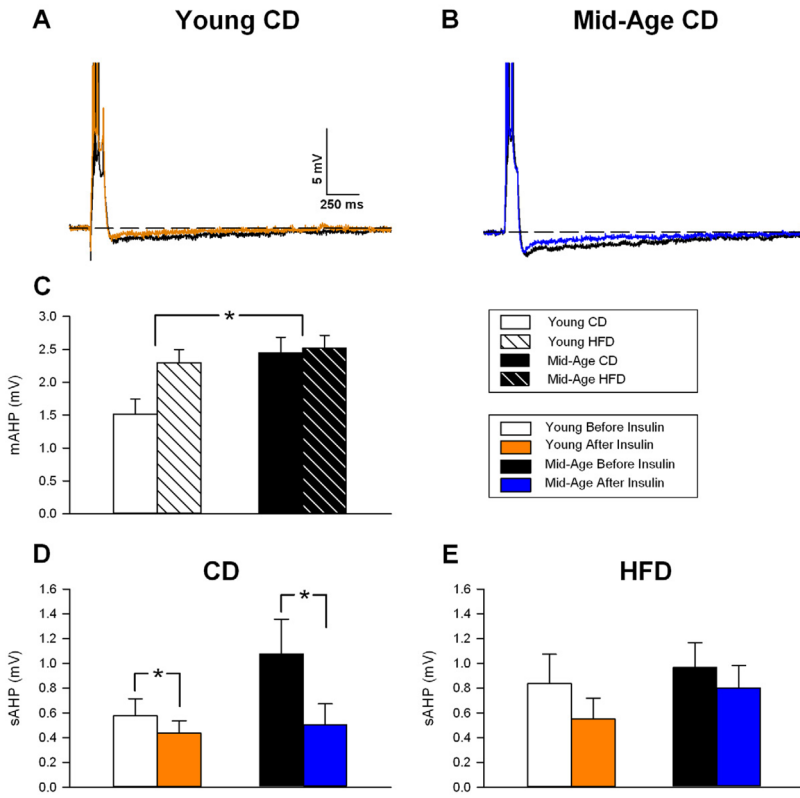 A
Young CD
B
Mid-Age CD
5 mV
250 ms
C
mAHP (mV)
3.0
2.5
2.0
1.5
1.0
0.5
0.0
*
Young CD
Young HFD
Mid-Age CD
Mid-Age HFD
Young Before Insulin
Young After Insulin
Mid-Age Before Insulin
Mid-Age After Insulin
D
CD
sAHP (mV)
1.6
1.4
1.2
1.0
0.8
0.6
0.4
0.2
0.0
*
*
E
HFD
sAHP (mV)
1.6
1.4
1.2
1.0
0.8
0.6
0.4
0.2
0.0